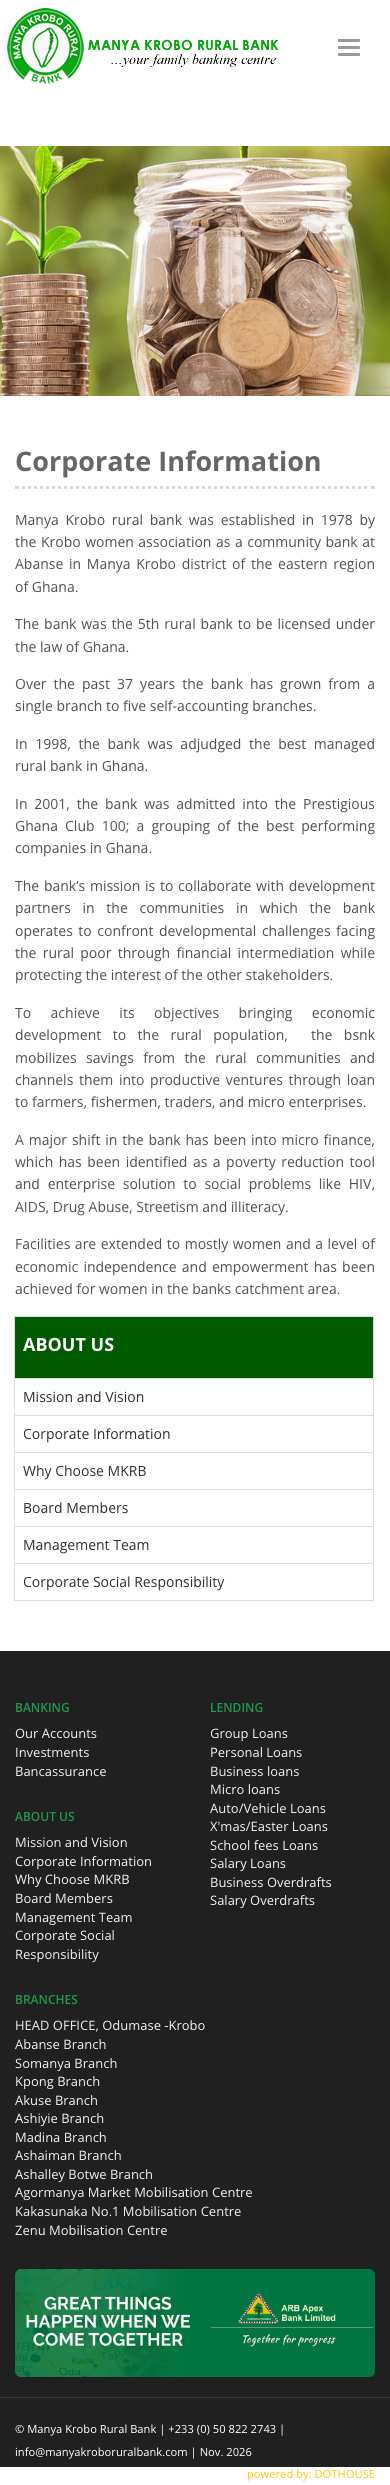 MANYA KROBO RURAL
BANK
MANYA KROBO RURAL BANK
...your family banking centre
Corporate Information
Manya Krobo rural bank was established in 1978 by
the Krobo women association as a community bank at
Abanse in Manya Krobo district of the eastern region
of Ghana.
The bank was the 5th rural bank to be licensed under
the law of Ghana.
Over the past 37 years the bank has grown from a
single branch to five self-accounting branches.
In 1998, the bank was adjudged the best managed
rural bank in Ghana.
In 2001, the bank was admitted into the Prestigious
Ghana Club 100; a grouping of the best performing
companies in Ghana.
The bank’s mission is to collaborate with development
partners in the communities in which the bank
operates to confront developmental challenges facing
the rural poor through financial intermediation while
protecting the interest of the other stakeholders.
To achieve its objectives bringing economic
development to the rural population, the bsnk
mobilizes savings from the rural communities and
channels them into productive ventures through loan
to farmers, fishermen, traders, and micro enterprises.
A major shift in the bank has been into micro finance,
which has been identified as a poverty reduction tool
and enterprise solution to social problems like HIV,
AIDS, Drug Abuse, Streetism and illiteracy.
Facilities are extended to mostly women and a level of
economic independence and empowerment has been
achieved for women in the banks catchment area.
ABOUT US
Mission and Vision
Corporate Information
Why Choose MKRB
Board Members
Management Team
Corporate Social Responsibility
BANKING
Our Accounts
Investments
Bancassurance
ABOUT US
Mission and Vision
Corporate Information
Why Choose MKRB
Board Members
Management Team
Corporate Social
Responsibility
LENDING
Group Loans
Personal Loans
Business loans
Micro loans
Auto/Vehicle Loans
X'mas/Easter Loans
School fees Loans
Salary Loans
Business Overdrafts
Salary Overdrafts
BRANCHES
HEAD OFFICE, Odumase -Krobo
Abanse Branch
Somanya Branch
Kpong Branch
Akuse Branch
Ashiyie Branch
Madina Branch
Ashaiman Branch
Ashalley Botwe Branch
Agormanya Market Mobilisation Centre
Kakasunaka No.1 Mobilisation Centre
Zenu Mobilisation Centre
GREAT THINGS
HAPPEN WHEN WE
COME TOGETHER
ARB Apex
Bank Limited
Together for progress
© Manya Krobo Rural Bank | +233 (0) 50 822 2743 |
info@manyakroboruralbank.com | Nov. 2026
powered by: DOTHOUSE